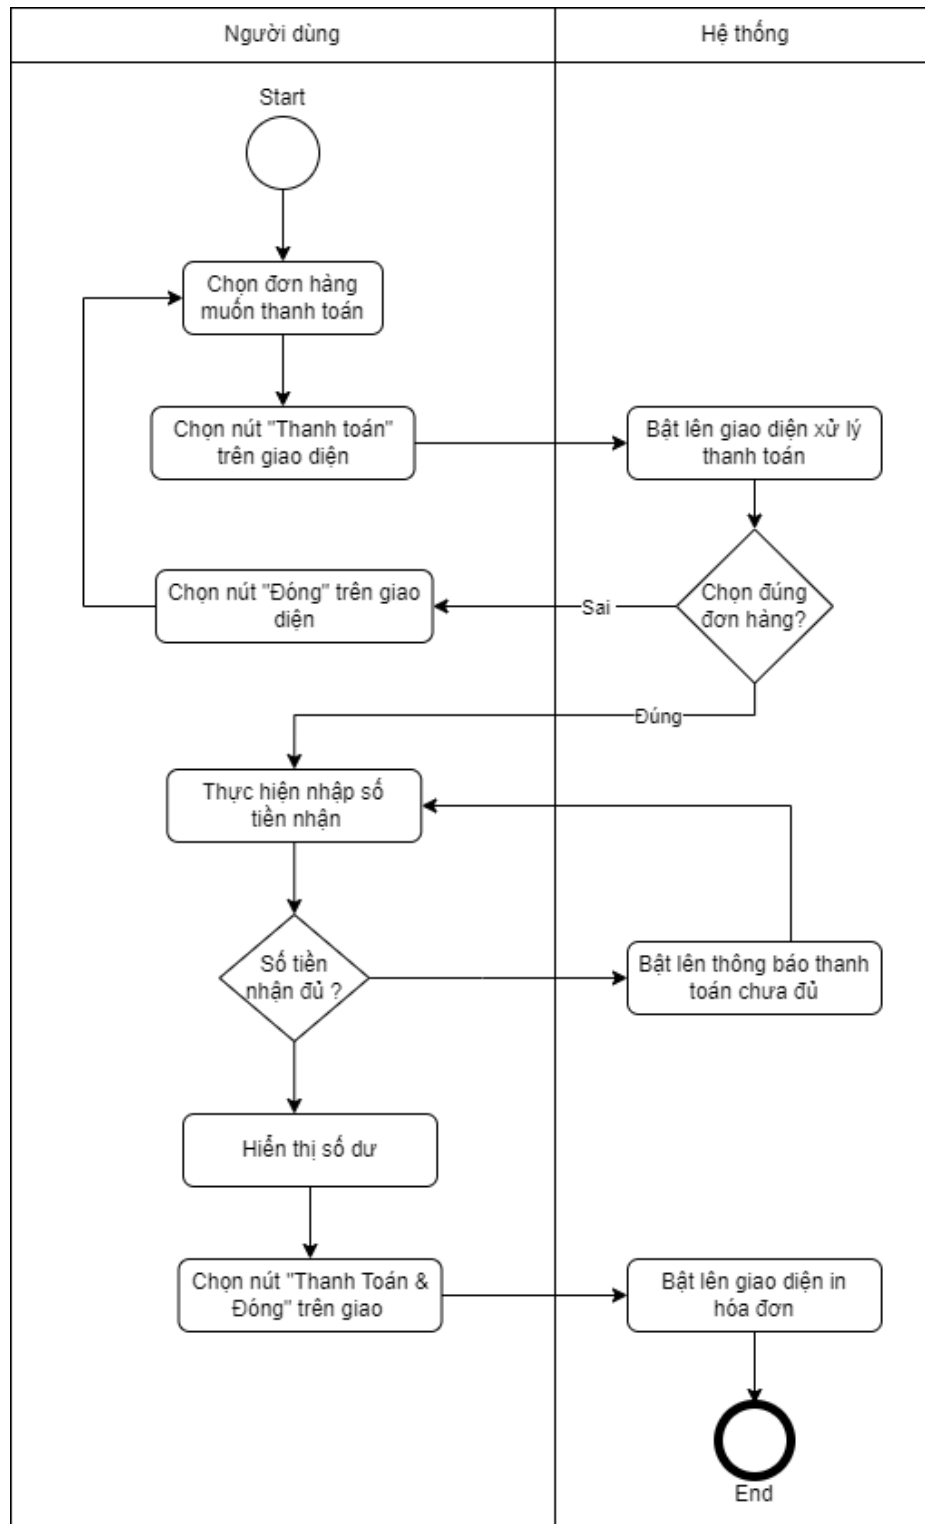 Người dùng
Hệ thống
Start
Chọn đơn hàng
muốn thanh toán
Chọn nút "Thanh toán"
trên giao diện
Bật lên giao diện xử lý
thanh toán
Chọn nút "Đóng" trên giao
diện
Sai
Chọn đúng
đơn hàng?
Đúng
Thực hiện nhập số
tiền nhận
Số tiền
nhận đủ ?
Bật lên thông báo thanh
toán chưa đủ
Hiển thị số dư
Chọn nút "Thanh Toán &
Đóng" trên giao
Bật lên giao diện in
hóa đơn
End